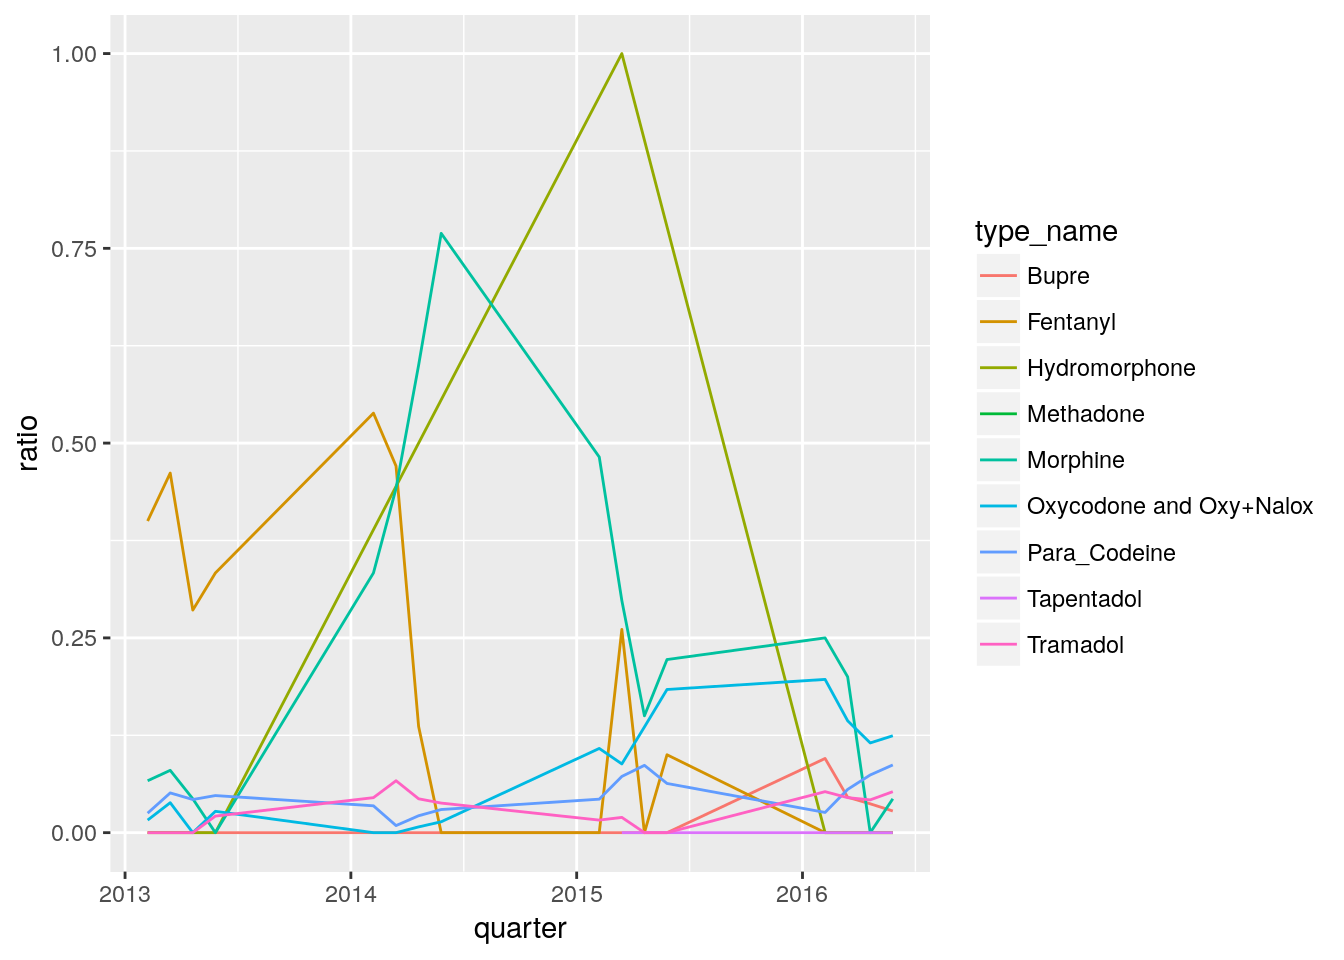 1.00
0.75
0.50
0.25
0.00
ratio
2013 2014 2015 2016
quarter
type_name
Bupre
Fentanyl
Hydromorphone
Methadone
Morphine
Oxycodone and Oxy+Nalox
Para_Codeine
Tapentadol
Tramadol